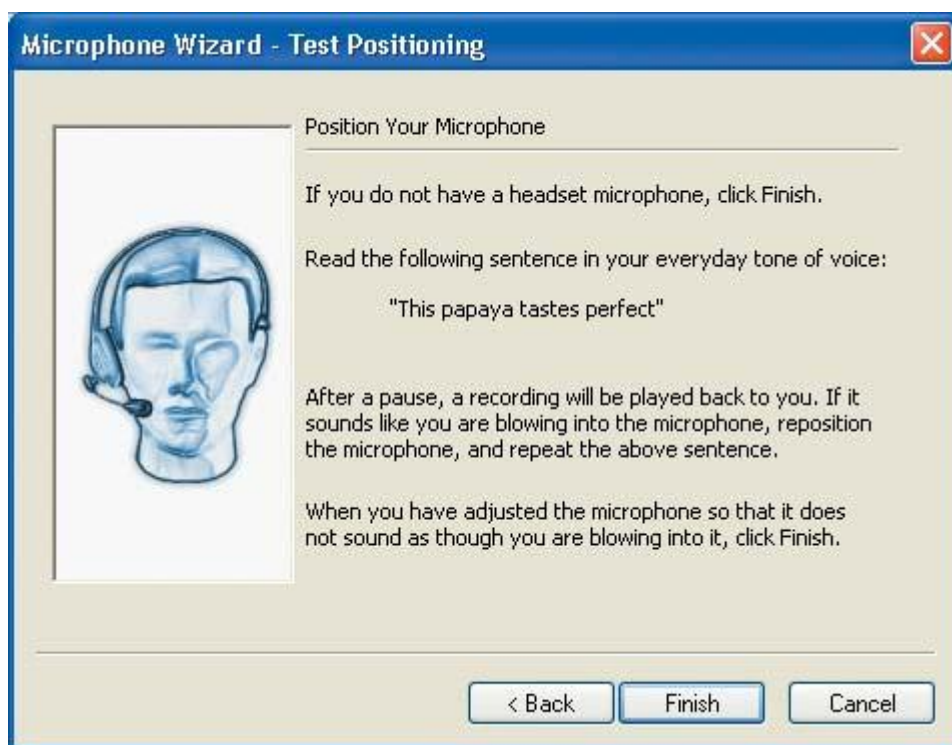 Microphone Wizard - Test Positioning
Position Your Microphone
If you do not have a headset microphone, click Finish.
Read the following sentence in your everyday tone of voice:
"This papaya tastes perfect"
After a pause, a recording will be played back to you. If it
sounds like you are blowing into the microphone, reposition
the microphone, and repeat the above sentence.
When you have adjusted the microphone so that it does
not sound as though you are blowing into it, click Finish.
< Back
Finish
Cancel